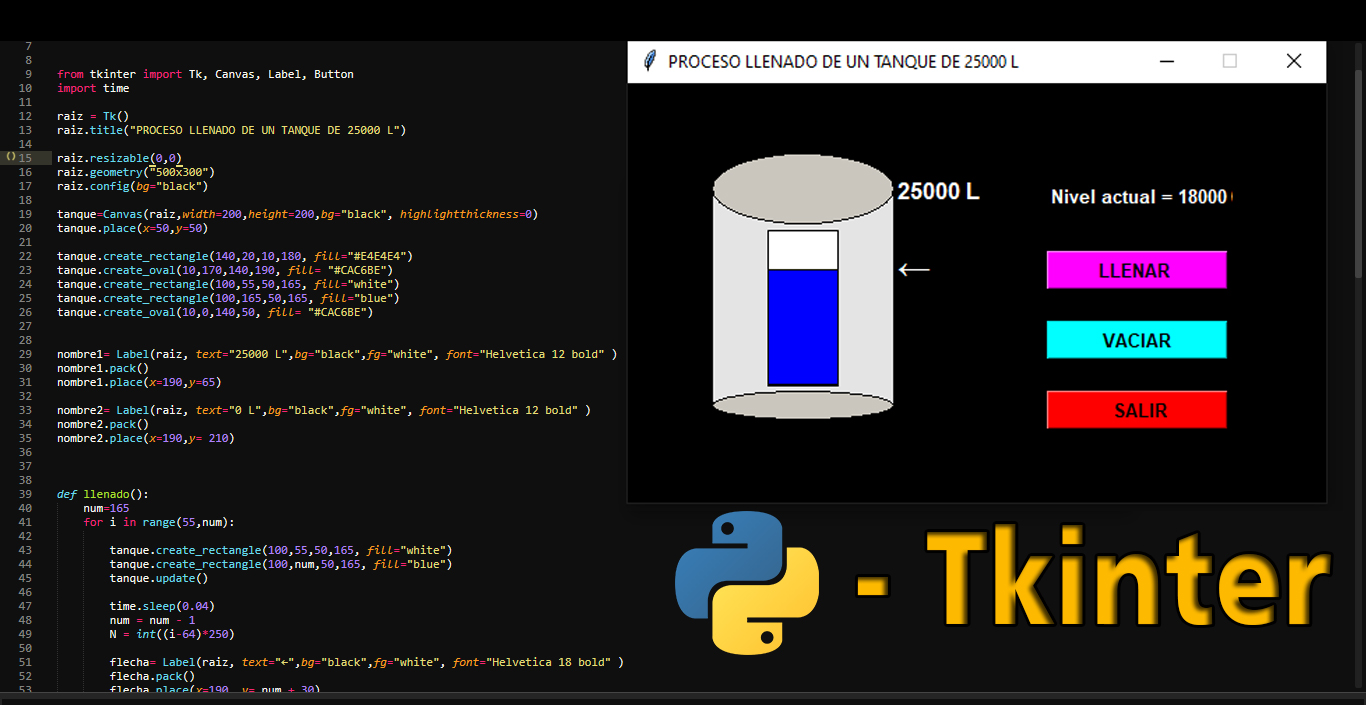 7
8
9 from tkinter import Tk, Canvas, Label, Button
10 import time
11
12 raiz = Tk()
13 raiz.title("PROCESO LLENADO DE UN TANQUE DE 25000 L")
14
15 raiz.resizable(0,0)
16 raiz.geometry("500x300")
17 raiz.config(bg="black")
18
19 tanque=Canvas(raiz,width=200,height=200,bg="black", highlightthickness=0)
20 tanque.place(x=50,y=50)
21
22 tanque.create_rectangle(140,20,10,180, fill="#E4E4E4")
23 tanque.create_oval(10,170,140,190, fill= "#CAC6BE")
24 tanque.create_rectangle(100,55,50,165, fill="white")
25 tanque.create_rectangle(100,165,50,165, fill="blue")
26 tanque.create_oval(10,0,140,50, fill= "#CAC6BE")
27
28
29 nombre1= Label(raiz, text="25000 L",bg="black",fg="white", font="Helvetica 12 bold" )
30 nombre1.pack()
31 nombre1.place(x=190,y=65)
32
33 nombre2= Label(raiz, text="0 L",bg="black",fg="white", font="Helvetica 12 bold" )
34 nombre2.pack()
35 nombre2.place(x=190,y= 210)
36
37
38
39 def llenado():
40 num=165
41 for i in range(55,num):
42
43 tanque.create_rectangle(100,55,50,165, fill="white")
44 tanque.create_rectangle(100,num,50,165, fill="blue")
45 tanque.update()
46
47 time.sleep(0.04)
48 num = num - 1
49 N = int((i-64)*250)
50
51 flecha= Label(raiz, text="←",bg="black",fg="white", font="Helvetica 18 bold" )
52 flecha.pack()
53 flecha.place(x=190, y= num + 30)
PROCESO LLENADO DE UN TANQUE DE 25000 L
25000 L
Nivel actual = 18000
←
LLENAR
VACIAR
SALIR
- Tkinter